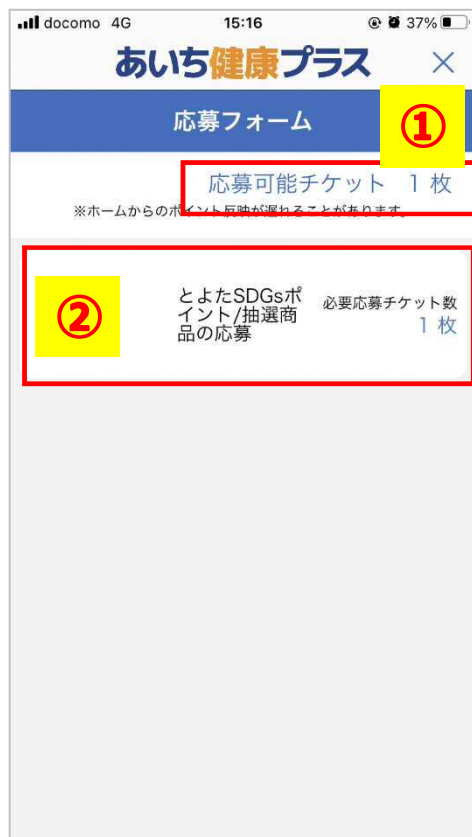 docomo 4G 15:16 37%
あいち健康プラス ×
応募フォーム
①
応募可能チケット 1 枚
※ホームからのポイント反映が遅れることがあります。
②
とよたSDGsポ
イント/抽選商
品の応募
必要応募チケット数
1 枚